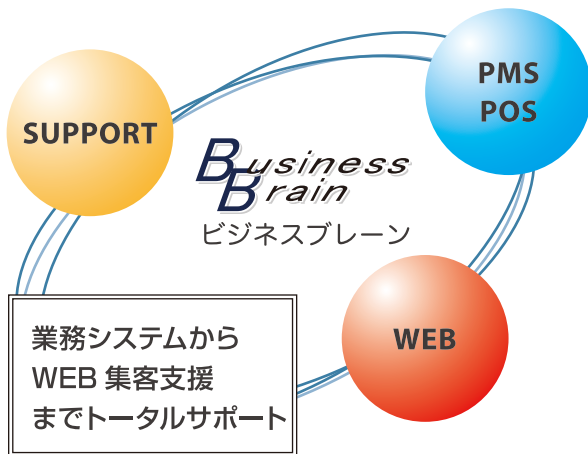 PMS
POS
SUPPORT
Business
Brain
ビジネスブレーン
WEB
業務システムから
WEB 集客支援
までトータルサポート